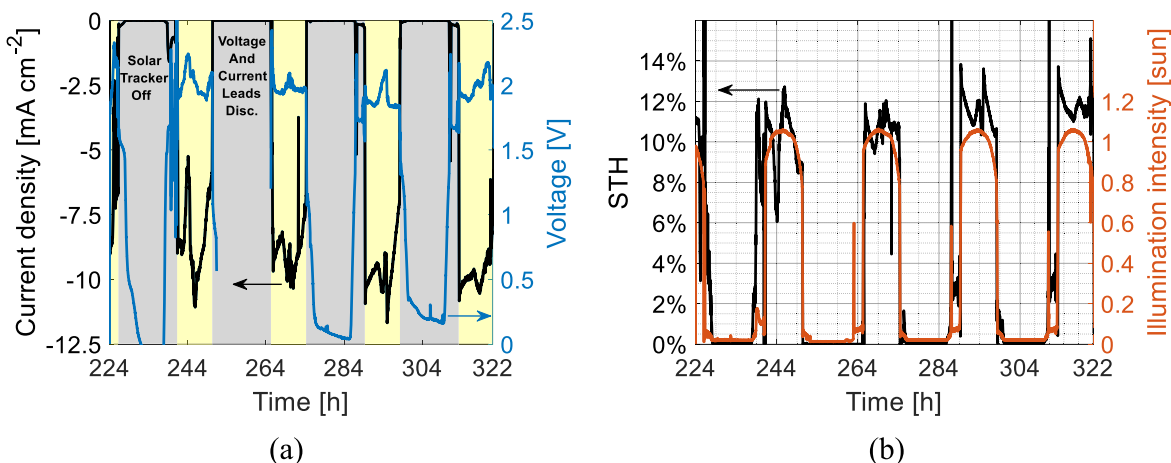 0
-2.5
-5
-7.5
-10
-12.5
Current density [mA cm-2]
Solar
Tracker
Off
Voltage
And
Current
Leads
Disc.
2.5
2
1.5
1
0.5
0
Voltage [V]
224 244 264 284 304 322
Time [h]
(a)
14%
12%
10%
8%
6%
4%
2%
0%
STH
1.2
1
0.8
0.6
0.4
0.2
0
Illumination intensity [sun]
224 244 264 284 304 322
Time [h]
(b)